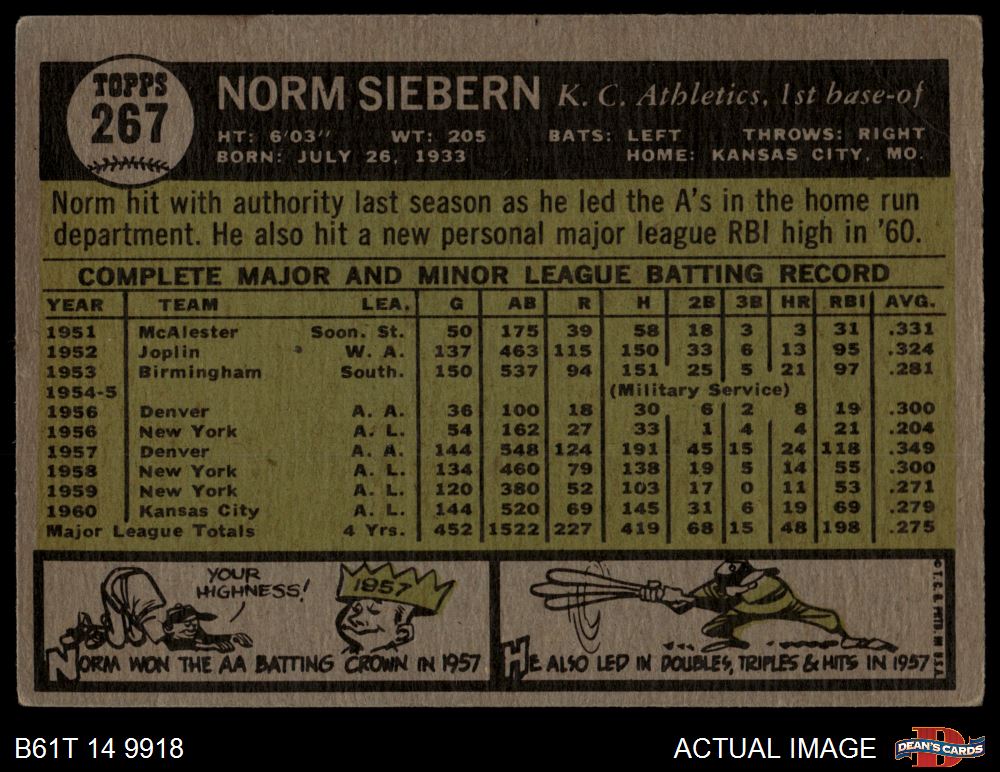 TOPPS
267
NORM SIEBERN K. C. Athletics, 1st base-of
HT: 6'03" WT: 205 BATS: LEFT THROWS: RIGHT
BORN: JULY 26, 1933 HOME: KANSAS CITY, MO.
Norm hit with authority last season as he led the A's in the home run
department. He also hit a new personal major league RBI high in '60.
COMPLETE MAJOR AND MINOR LEAGUE BATTING RECORD
YEAR TEAM LEA. G AB R H 2B 3B HR RBI AVG.
1951 McAlester Soon. St. 50 175 39 58 18 3 3 31 .331
1952 Joplin W. A. 137 463 115 150 33 6 13 95 .324
1953 Birmingham South. 150 537 94 151 25 5 21 97 .281
1954-5 (Military Service)
1956 Denver A. A. 36 100 18 30 6 2 8 19 .300
1956 New York A. L. 54 162 27 33 1 4 4 21 .204
1957 Denver A. A. 144 548 124 191 45 15 24 118 .349
1958 New York A. L. 134 460 79 138 19 5 14 55 .300
1959 New York A. L. 120 380 52 103 17 0 11 53 .271
1960 Kansas City A. L. 144 520 69 145 31 6 19 69 .279
Major League Totals 4 Yrs. 452 1522 227 419 68 15 48 198 .275
YOUR
HIGHNESS!
1957
NORM WON THE AA BATTING CROWN IN 1957
HE ALSO LED IN DOUBLES, TRIPLES & HITS IN 1957
© T. C. G. PRTD. IN U.S.A.
B61T 14 9918
ACTUAL IMAGE
D
DEAN'S CARDS